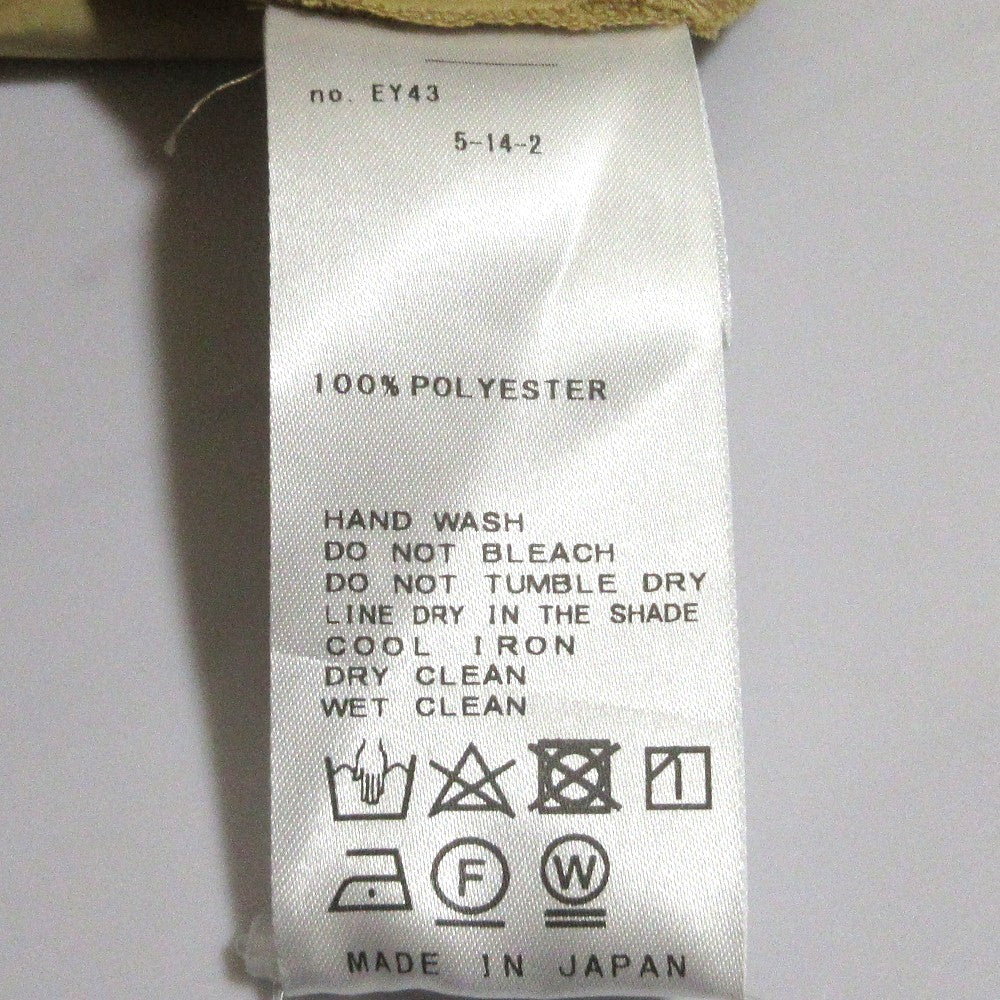 no. EY43
5-14-2
100% POLYESTER
HAND WASH
DO NOT BLEACH
DO NOT TUMBLE DRY
LINE DRY IN THE SHADE
COOL IRON
DRY CLEAN
WET CLEAN
F W
MADE IN JAPAN